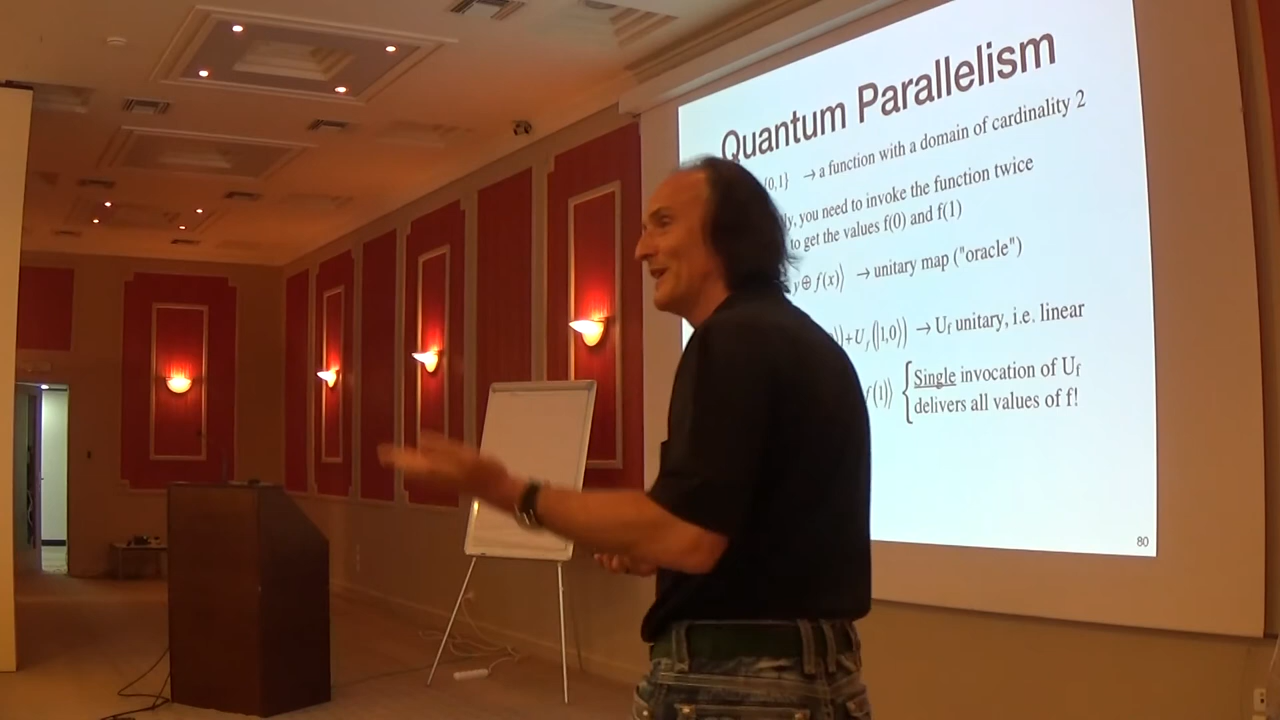 Quantum Parallelism
{0,1} → a function with a domain of cardinality 2
you need to invoke the function twice
to get the values f(0) and f(1)
y ⊕ f(x)⟩ → unitary map ("oracle")
)+U_f(|1,0⟩) → U_f unitary, i.e. linear
(1)⟩ { Single invocation of U_f
delivers all values of f!
80